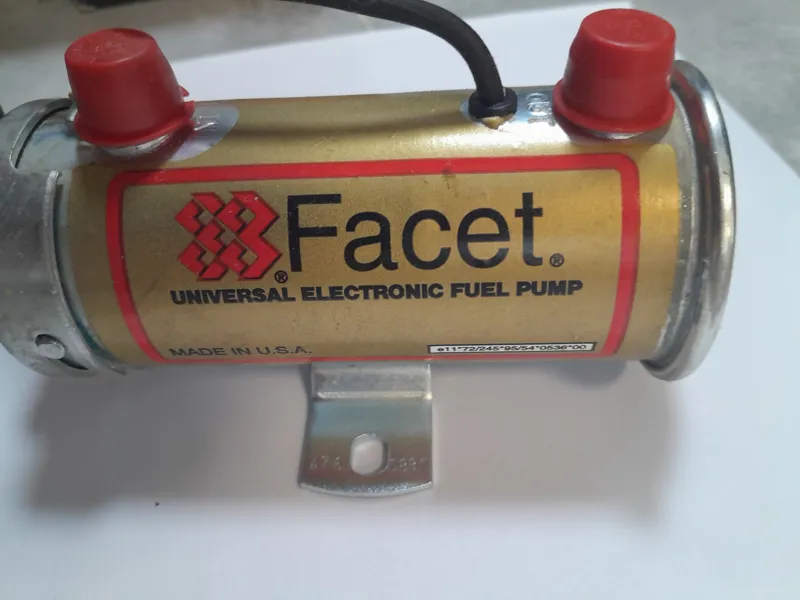 Facet®
®
UNIVERSAL ELECTRONIC FUEL PUMP
MADE IN U.S.A.
e11*72/245*95/54*0536*00